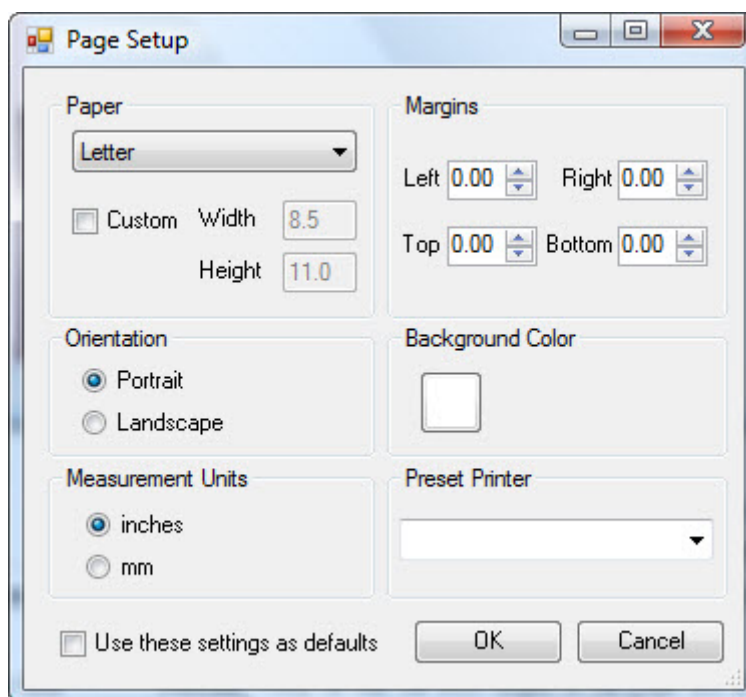 Page Setup
Paper
Letter
Custom Width 8.5
Height 11.0
Margins
Left 0.00 Right 0.00
Top 0.00 Bottom 0.00
Orientation
Portrait
Landscape
Background Color
Measurement Units
inches
mm
Preset Printer
Use these settings as defaults
OK
Cancel